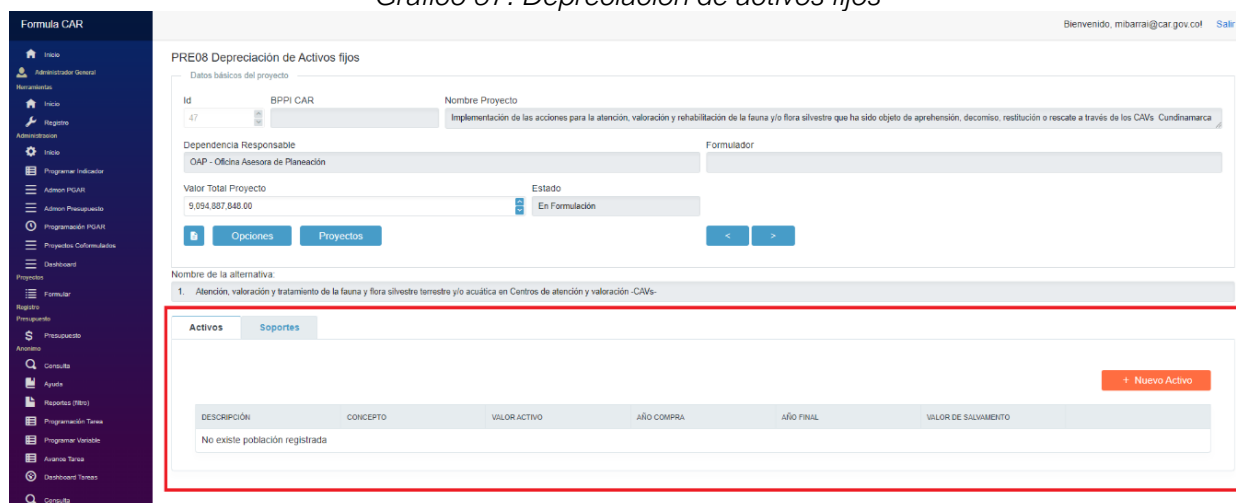 Gráfico 37. Depreciación de activos fijos
Formula CAR
Bienvenido, mibarrai@car.gov.co! Salir
Inicio
Administrador General
Herramientas
Inicio
Registro
Administrasion
Inicio
Programar Indicador
Admon PGAR
Admon Presupuesto
Programasión PGAR
Proyectos Coformulados
Dashboard
Proyectos
Formular
Registro
Presupuesto
Presupuesto
Anonimo
Consulta
Ayuda
Reportes (filtro)
Programación Tarea
Programar Variable
Avance Tarea
Dashboard Tareas
Consulta
PRE08 Depreciación de Activos fijos
Datos básicos del proyecto
Id BPPI CAR Nombre Proyecto
47 Implementación de las acciones para la atención, valoración y rehabilitación de la fauna y/o flora silvestre que ha sido objeto de aprehensión, decomiso, restitución o rescate a través de los CAVs Cundinamarca
Dependencia Responsable Formulador
OAP - Oficina Asesora de Planeación
Valor Total Proyecto Estado
9,094,887,848.00 En Formulación
Opciones Proyectos < >
Nombre de la alternativa:
1. Atención, valoración y tratamiento de la fauna y flora silvestre terrestre y/o acuática en Centros de atención y valoración -CAVs-
Activos Soportes
+ Nuevo Activo
DESCRIPCIÓN CONCEPTO VALOR ACTIVO AÑO COMPRA AÑO FINAL VALOR DE SALVAMENTO
No existe población registrada